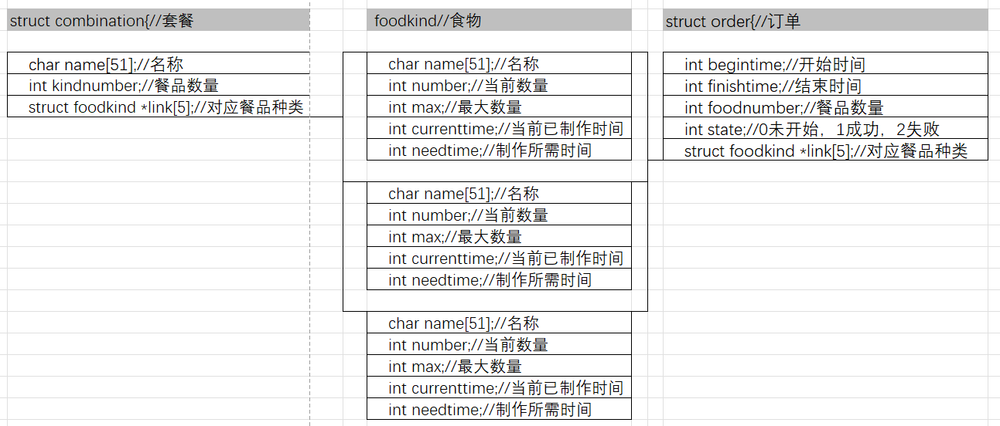 struct combination{//套餐
char name[51];//名称
int kindnumber;//餐品数量
struct foodkind *link[5];//对应餐品种类
foodkind//食物
char name[51];//名称
int number;//当前数量
int max;//最大数量
int currenttime;//当前已制作时间
int needtime;//制作所需时间
char name[51];//名称
int number;//当前数量
int max;//最大数量
int currenttime;//当前已制作时间
int needtime;//制作所需时间
char name[51];//名称
int number;//当前数量
int max;//最大数量
int currenttime;//当前已制作时间
int needtime;//制作所需时间
struct order{//订单
int begintime;//开始时间
int finishtime;//结束时间
int foodnumber;//餐品数量
int state;//0未开始，1成功，2失败
struct foodkind *link[5];//对应餐品种类